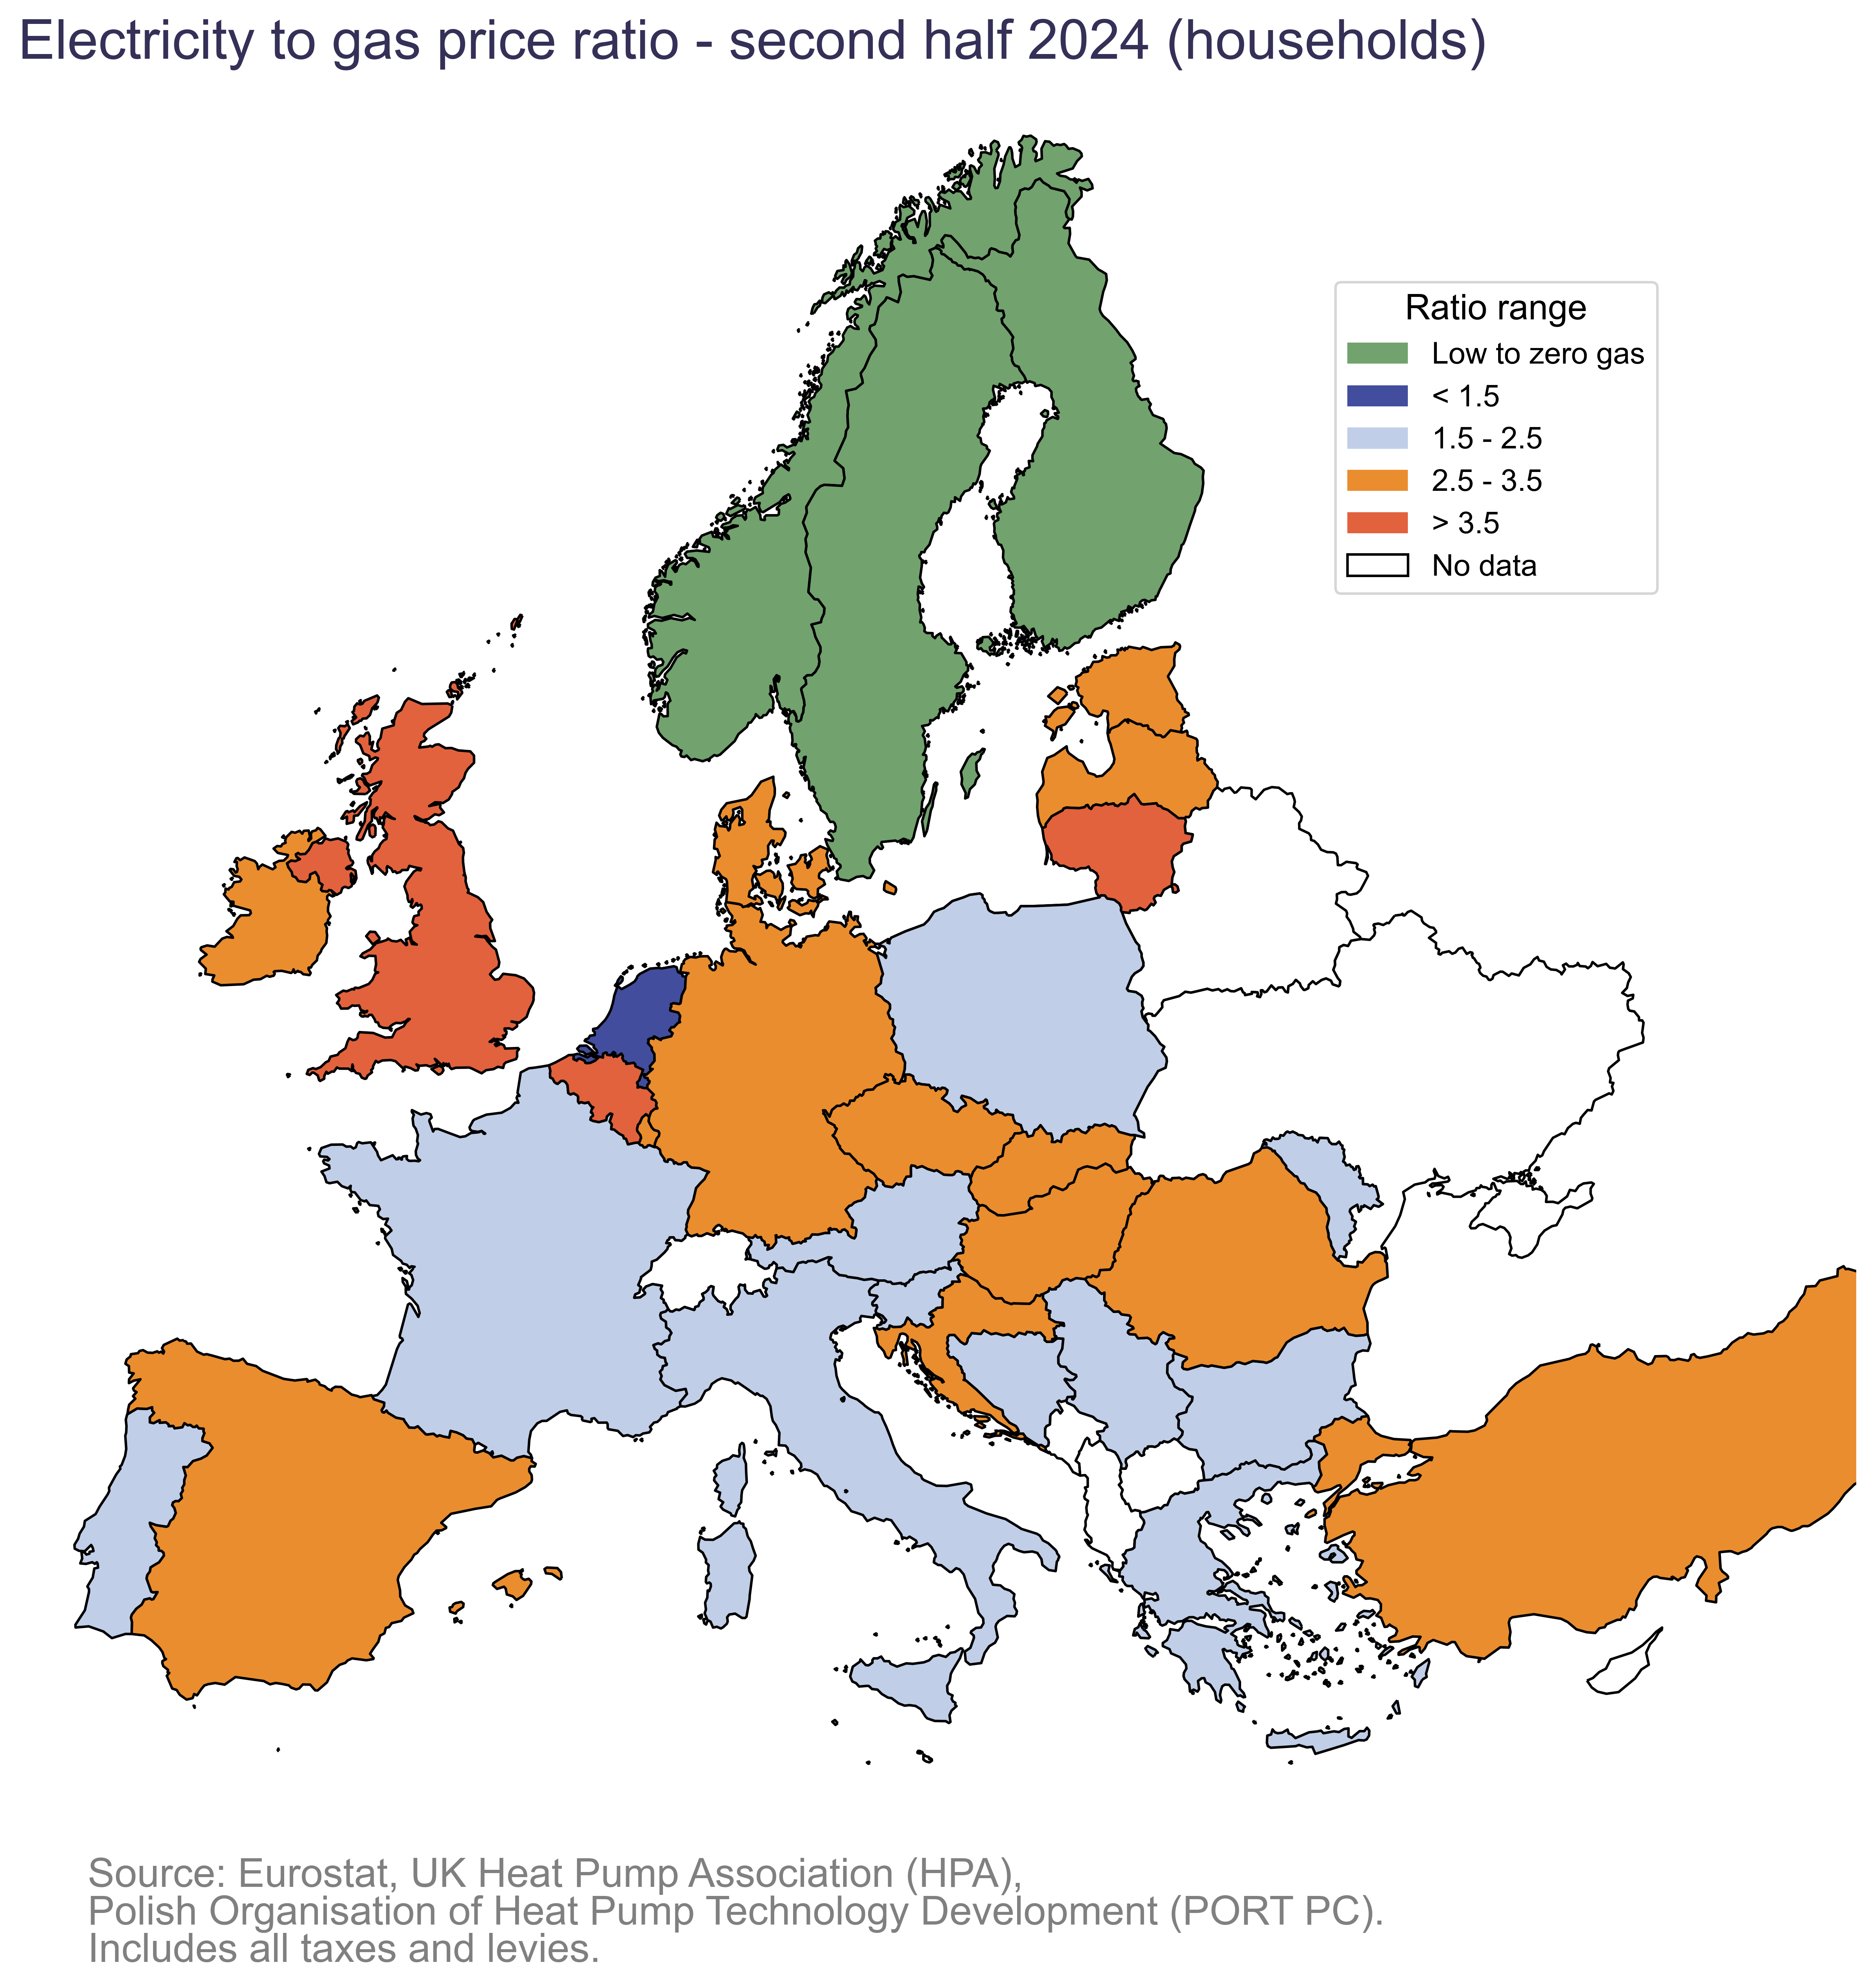 Electricity to gas price ratio - second half 2024 (households)
Ratio range
Low to zero gas
< 1.5
1.5 - 2.5
2.5 - 3.5
> 3.5
No data
Source: Eurostat, UK Heat Pump Association (HPA),
Polish Organisation of Heat Pump Technology Development (PORT PC).
Includes all taxes and levies.